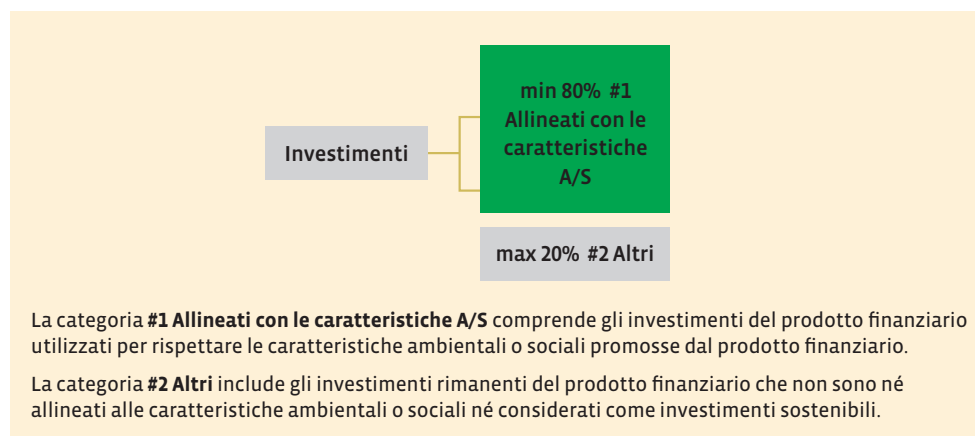 Investimenti
min 80% #1
Allineati con le
caratteristiche
A/S
max 20% #2 Altri
La categoria #1 Allineati con le caratteristiche A/S comprende gli investimenti del prodotto finanziario
utilizzati per rispettare le caratteristiche ambientali o sociali promosse dal prodotto finanziario.
La categoria #2 Altri include gli investimenti rimanenti del prodotto finanziario che non sono né
allineati alle caratteristiche ambientali o sociali né considerati come investimenti sostenibili.